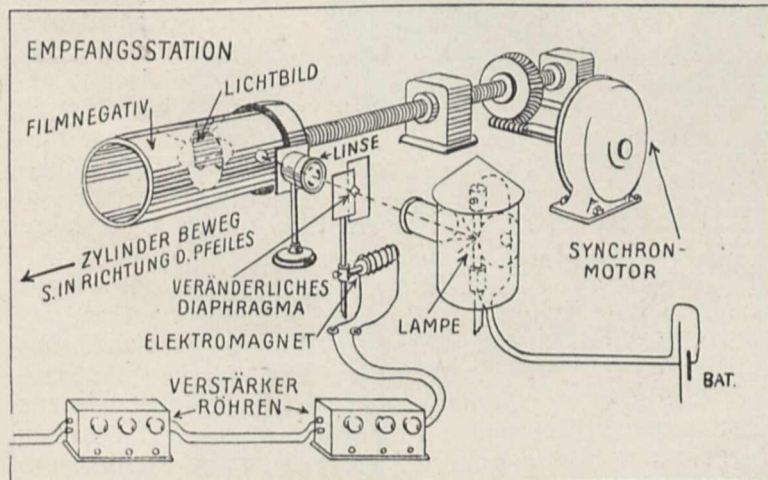 EMPFANGSSTATION
LICHTBILD
FILMNEGATIV
LINSE
ZYLINDER BEWEG
S. IN RICHTUNG D. PFEILES
VERÄNDERLICHES
DIAPHRAGMA
ELEKTROMAGNET
LAMPE
SYNCHRON-
MOTOR
BAT.
VERSTÄRKER
RÖHREN